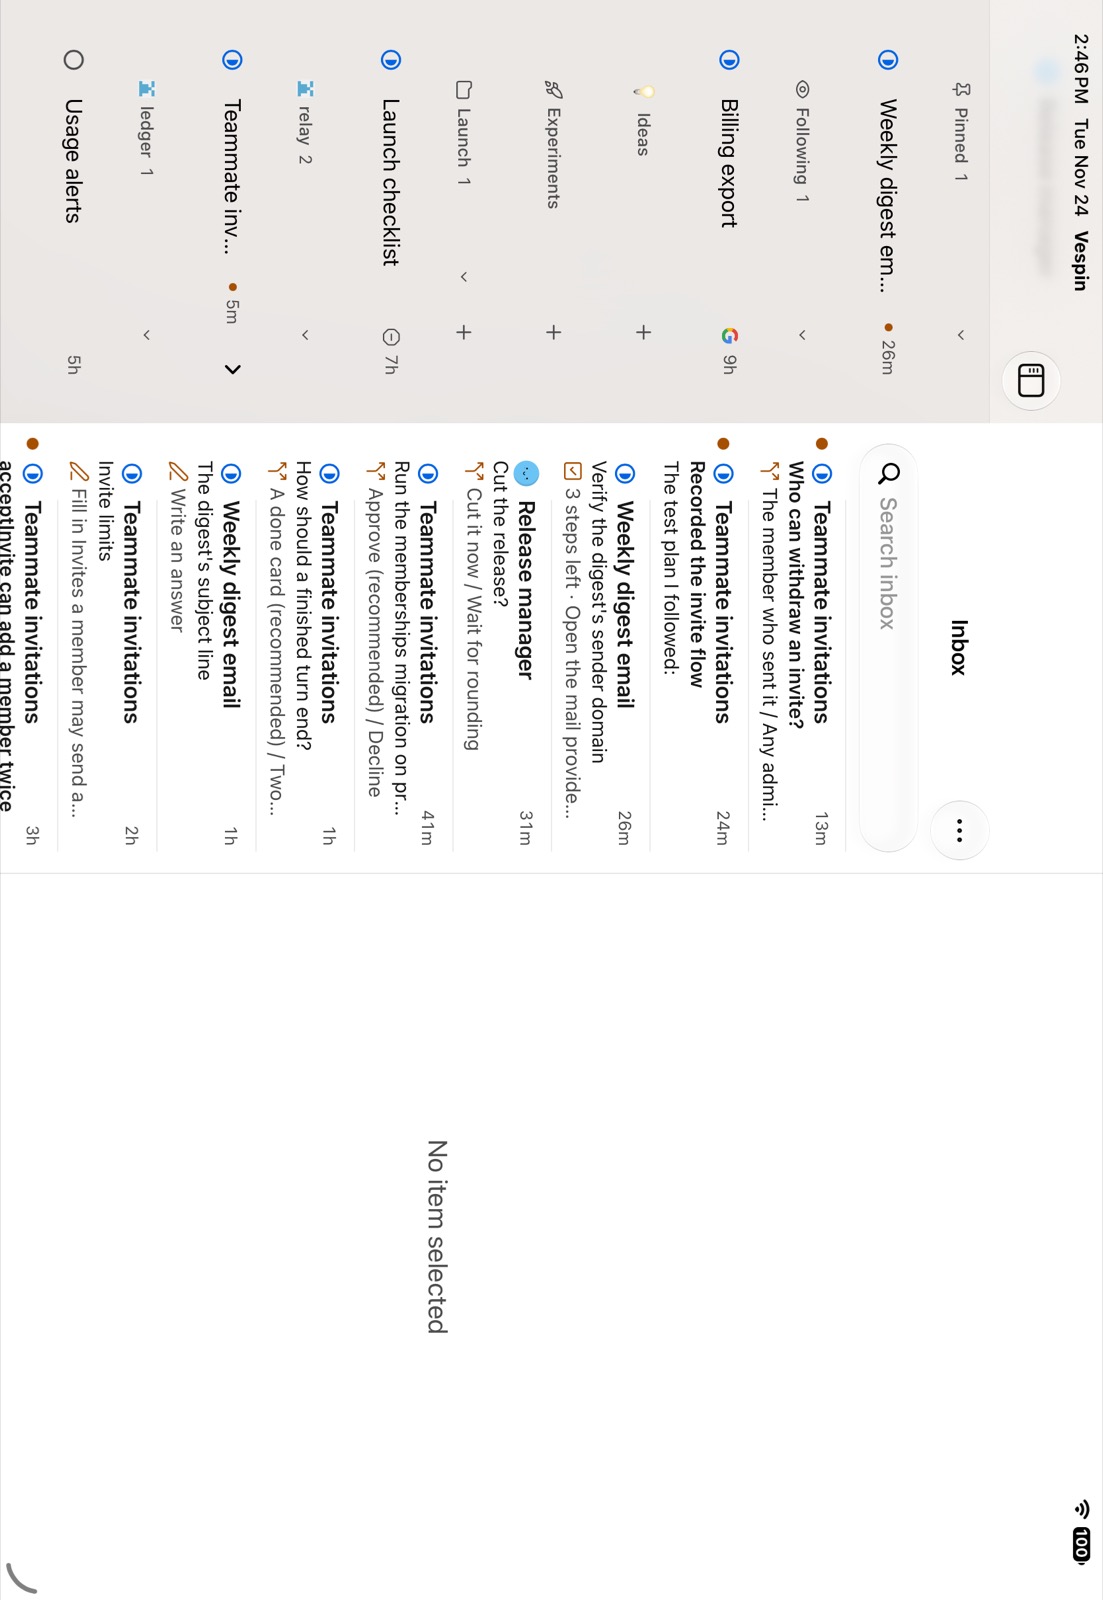 2:46 PM Tue Nov 24 Vespin
100
Release manager
Pinned 1
Weekly digest em... 26m
Following 1
Billing export 9h
Ideas
Experiments
Launch 1
Launch checklist 7h
relay 2
Teammate inv... 5m
ledger 1
Usage alerts 5h
Inbox
Search inbox
Teammate invitations 13m
Who can withdraw an invite?
The member who sent it / Any admi...
Teammate invitations 24m
Recorded the invite flow
The test plan I followed:
Weekly digest email 26m
Verify the digest's sender domain
3 steps left · Open the mail provide...
Release manager 31m
Cut the release?
Cut it now / Wait for rounding
Teammate invitations 41m
Run the memberships migration on pr...
Approve (recommended) / Decline
Teammate invitations 1h
How should a finished turn end?
A done card (recommended) / Two...
Weekly digest email 1h
The digest's subject line
Write an answer
Teammate invitations 2h
Invite limits
Fill in Invites a member may send a...
Teammate invitations 3h
acceptInvite can add a member twice
No item selected